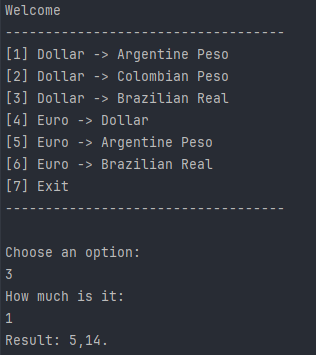 Welcome
-----------------------------------
[1] Dollar -> Argentine Peso
[2] Dollar -> Colombian Peso
[3] Dollar -> Brazilian Real
[4] Euro -> Dollar
[5] Euro -> Argentine Peso
[6] Euro -> Brazilian Real
[7] Exit
-----------------------------------
Choose an option:
3
How much is it:
1
Result: 5,14.